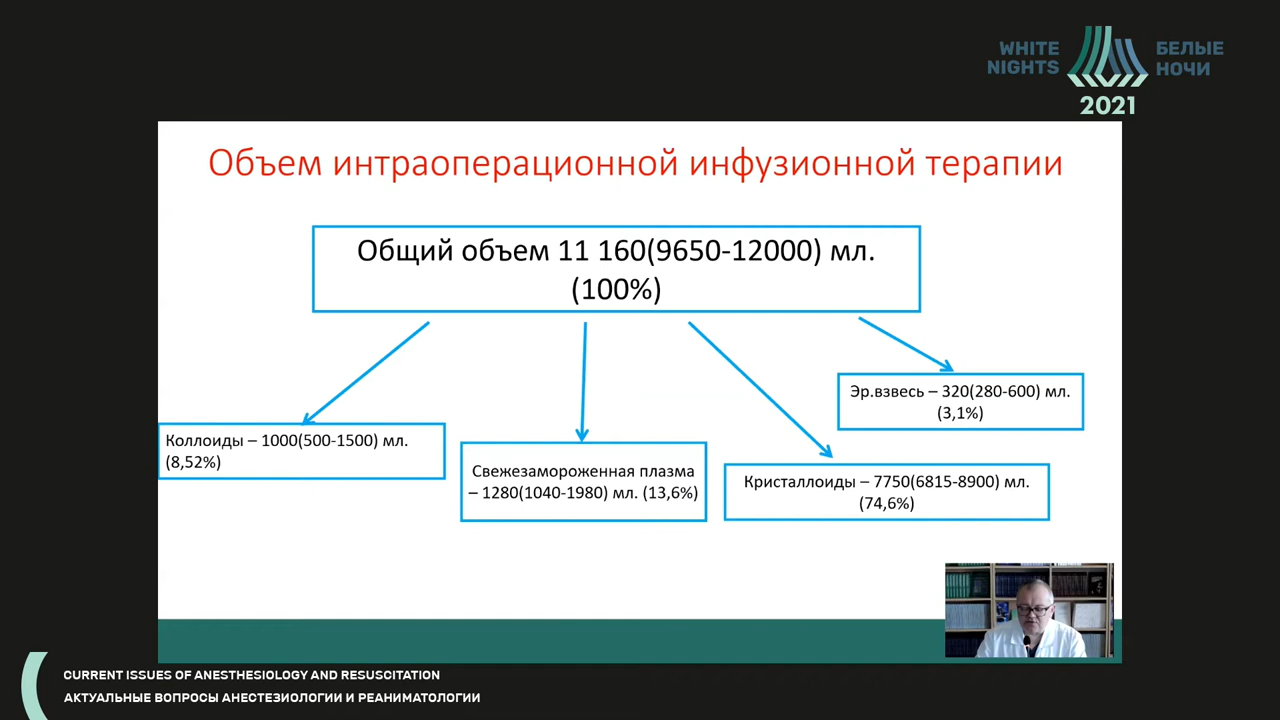 WHITE
NIGHTS
БЕЛЫЕ
НОЧИ
2021
Объем интраоперационной инфузионной терапии
Общий объем 11 160(9650-12000) мл.
(100%)
Эр.взвесь – 320(280-600) мл.
(3,1%)
Коллоиды – 1000(500-1500) мл.
(8,52%)
Свежезамороженная плазма
– 1280(1040-1980) мл. (13,6%)
Кристаллоиды – 7750(6815-8900) мл.
(74,6%)
CURRENT ISSUES OF ANESTHESIOLOGY AND RESUSCITATION
АКТУАЛЬНЫЕ ВОПРОСЫ АНЕСТЕЗИОЛОГИИ И РЕАНИМАТОЛОГИИ